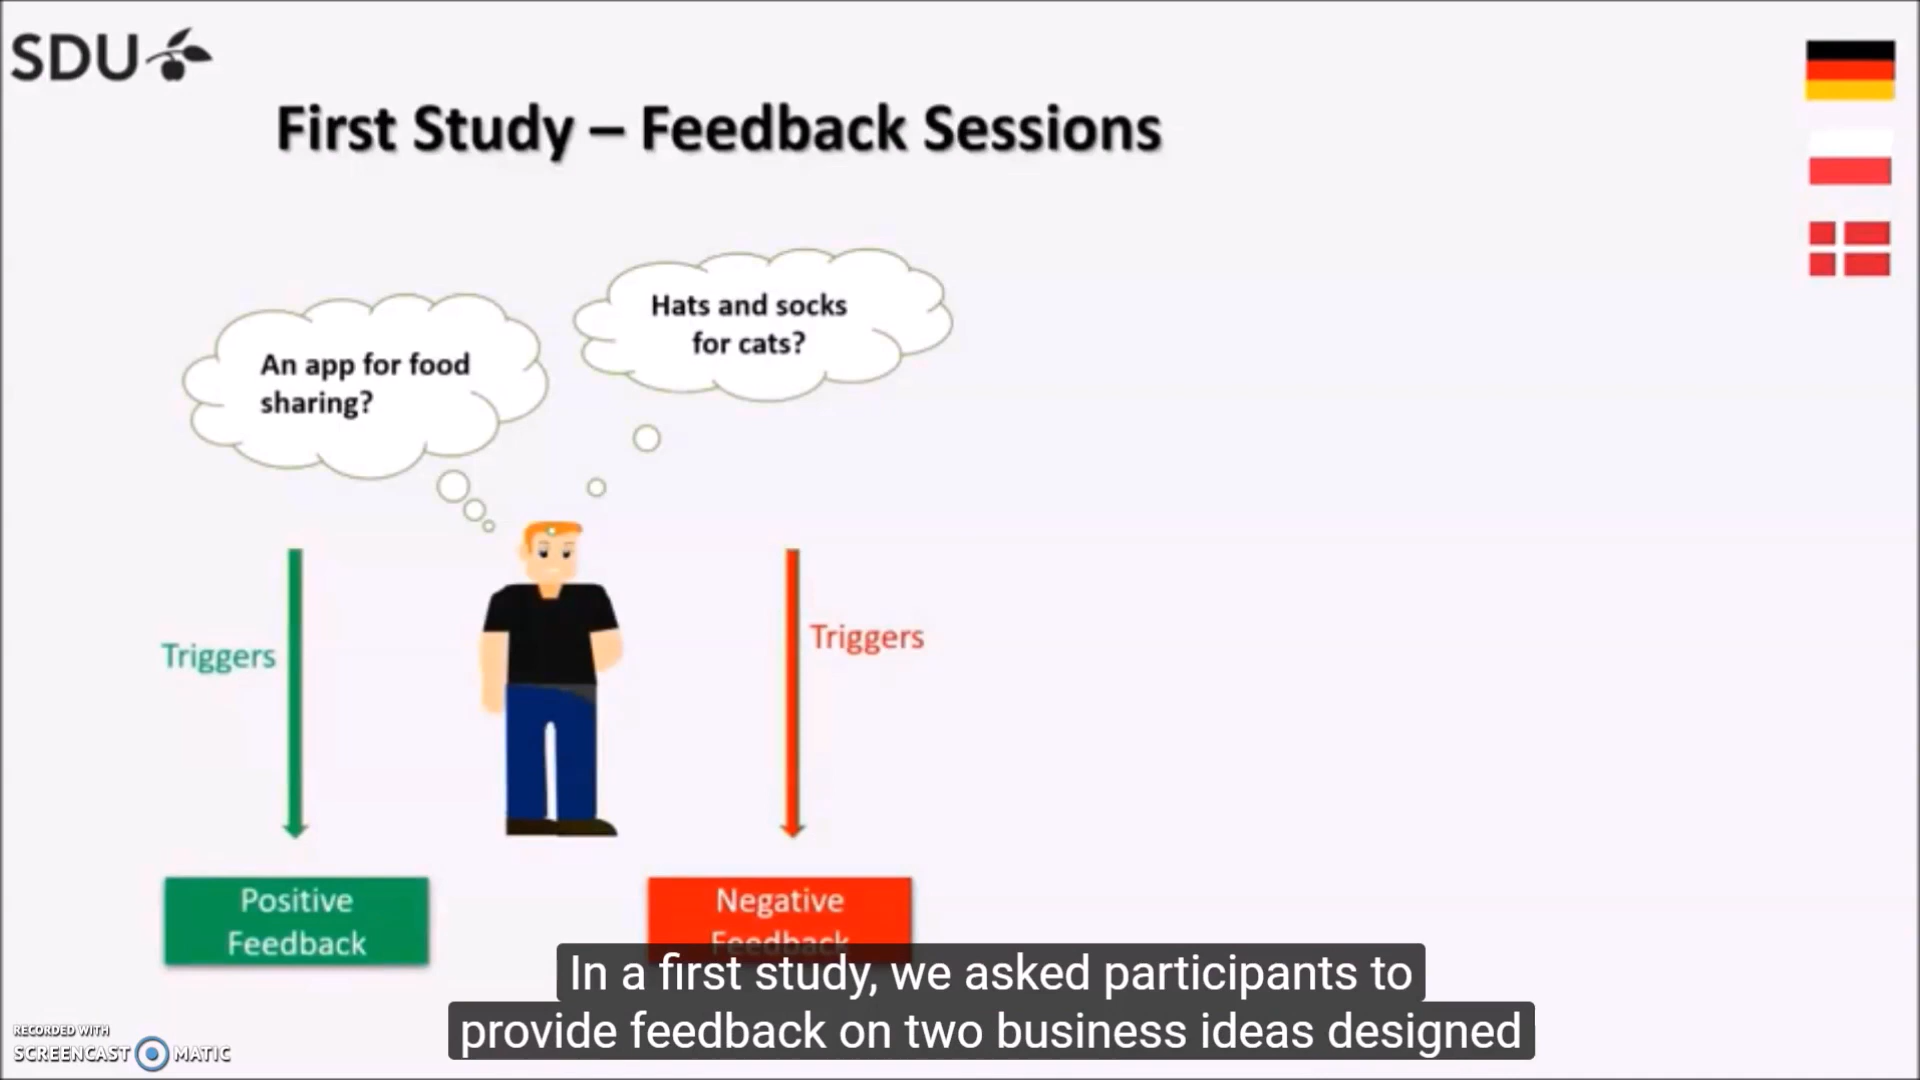 SDU
First Study – Feedback Sessions
An app for food
sharing?
Hats and socks
for cats?
Triggers
Triggers
Positive
Feedback
Negative
Feedback
In a first study, we asked participants to
provide feedback on two business ideas designed
RECORDED WITH
SCREENCAST MATIC